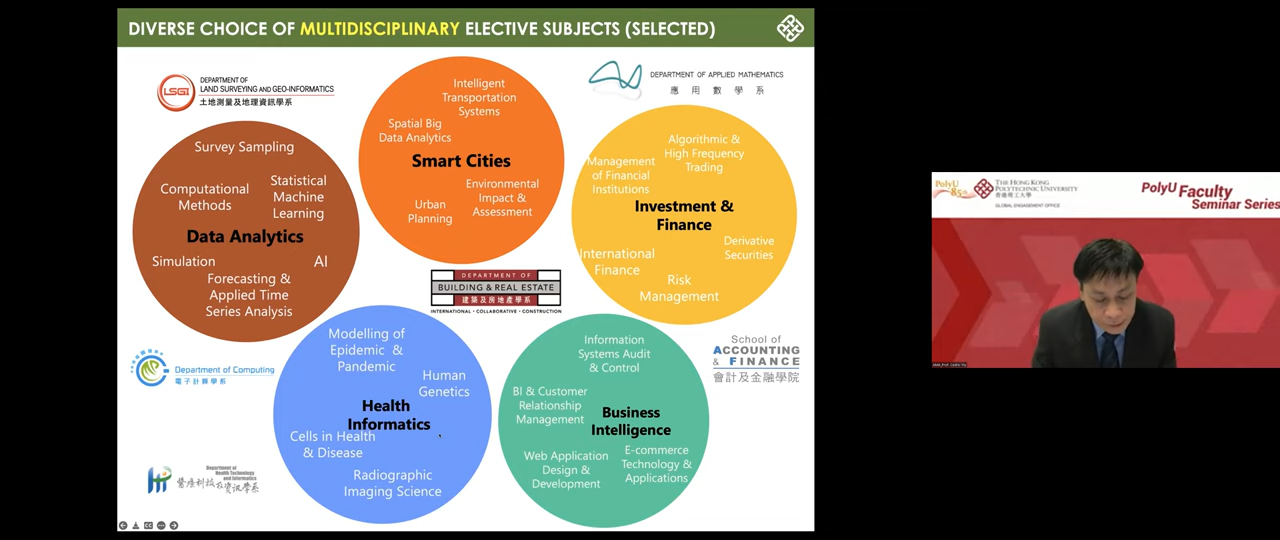 DIVERSE CHOICE OF MULTIDISCIPLINARY ELECTIVE SUBJECTS (SELECTED)
LSGI
DEPARTMENT OF
LAND SURVEYING AND GEO-INFORMATICS
土地測量及地理資訊學系
Intelligent
Transportation
Systems
Spatial Big
Data Analytics
Smart Cities
Environmental
Impact &
Assessment
Urban
Planning
DEPARTMENT OF APPLIED MATHEMATICS
應用數學系
Survey Sampling
Computational
Methods
Statistical
Machine
Learning
Data Analytics
Simulation
AI
Forecasting &
Applied Time
Series Analysis
Algorithmic &
High Frequency
Trading
Management
of Financial
Institutions
Investment &
Finance
Derivative
Securities
International
Finance
Risk
Management
DEPARTMENT OF
BUILDING & REAL ESTATE
建築及房地產學系
INTERNATIONAL • COLLABORATIVE • CONSTRUCTION
Department of Computing
電子計算學系
Modelling of
Epidemic &
Pandemic
Human
Genetics
Health
Informatics
Cells in Health
& Disease
Radiographic
Imaging Science
Information
Systems Audit
& Control
BI & Customer
Relationship
Management
Business
Intelligence
Web Application
Design &
Development
E-commerce
Technology &
Applications
School of
ACCOUNTING
& FINANCE
會計及金融學院
Department of
Health Technology
and Informatics
醫療科技及資訊學系
PolyU
85
THE HONG KONG
POLYTECHNIC UNIVERSITY
香港理工大學
GLOBAL ENGAGEMENT OFFICE
PolyU Faculty
Seminar Series